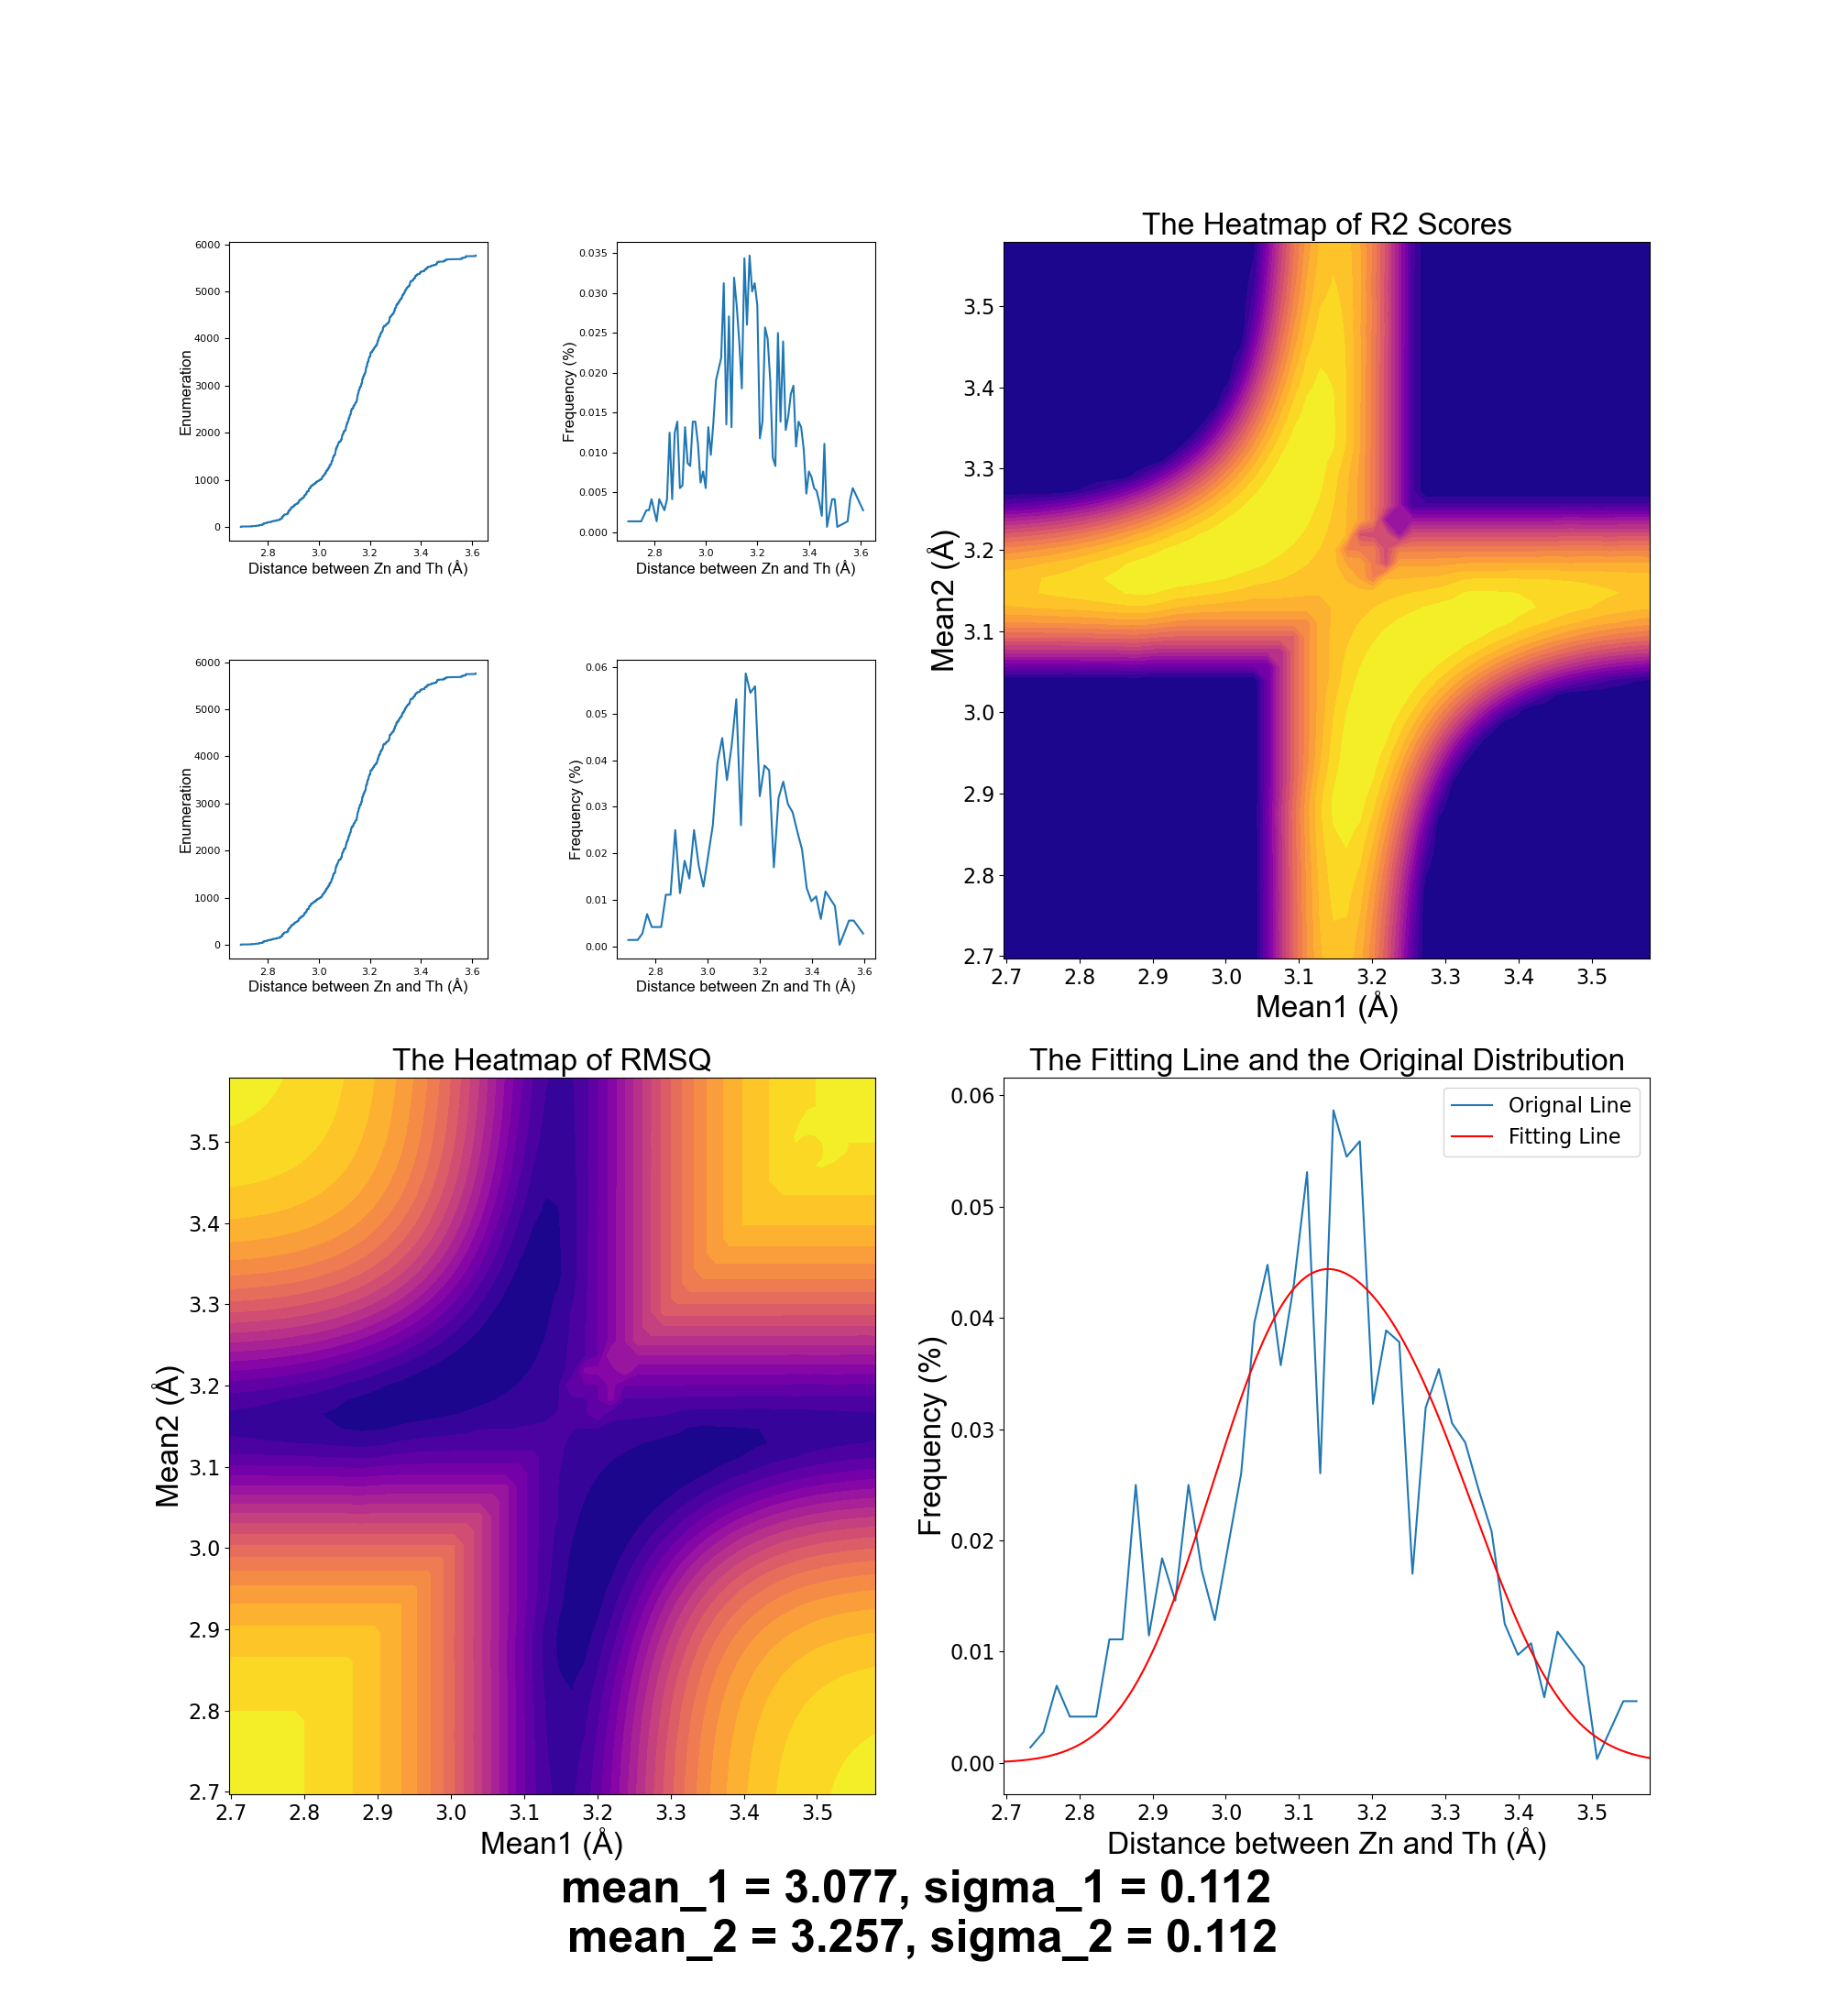 The Heatmap of R2 Scores
6000
5000
4000
3000
2000
1000
0
Enumeration
2.8 3.0 3.2 3.4 3.6
Distance between Zn and Th (Å)
0.035
0.030
0.025
0.020
0.015
0.010
0.005
0.000
Frequency (%)
2.8 3.0 3.2 3.4 3.6
Distance between Zn and Th (Å)
3.5
3.4
3.3
3.2
3.1
3.0
2.9
2.8
2.7
Mean2 (Å)
2.7 2.8 2.9 3.0 3.1 3.2 3.3 3.4 3.5
Mean1 (Å)
6000
5000
4000
3000
2000
1000
0
Enumeration
2.8 3.0 3.2 3.4 3.6
Distance between Zn and Th (Å)
0.06
0.05
0.04
0.03
0.02
0.01
0.00
Frequency (%)
2.8 3.0 3.2 3.4 3.6
Distance between Zn and Th (Å)
The Heatmap of RMSQ
3.5
3.4
3.3
3.2
3.1
3.0
2.9
2.8
2.7
Mean2 (Å)
2.7 2.8 2.9 3.0 3.1 3.2 3.3 3.4 3.5
Mean1 (Å)
The Fitting Line and the Original Distribution
Orignal Line
Fitting Line
0.06
0.05
0.04
0.03
0.02
0.01
0.00
Frequency (%)
2.7 2.8 2.9 3.0 3.1 3.2 3.3 3.4 3.5
Distance between Zn and Th (Å)
mean_1 = 3.077, sigma_1 = 0.112
mean_2 = 3.257, sigma_2 = 0.112